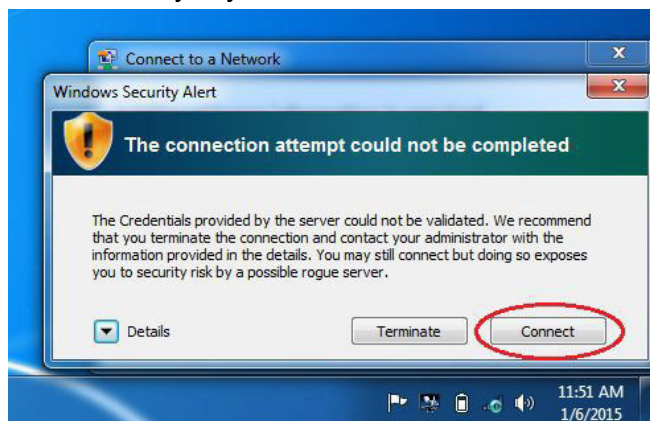 Connect to a Network
Windows Security Alert
The connection attempt could not be completed
The Credentials provided by the server could not be validated. We recommend
that you terminate the connection and contact your administrator with the
information provided in the details. You may still connect but doing so exposes
you to security risk by a possible rogue server.
Details
Terminate
Connect
11:51 AM
1/6/2015